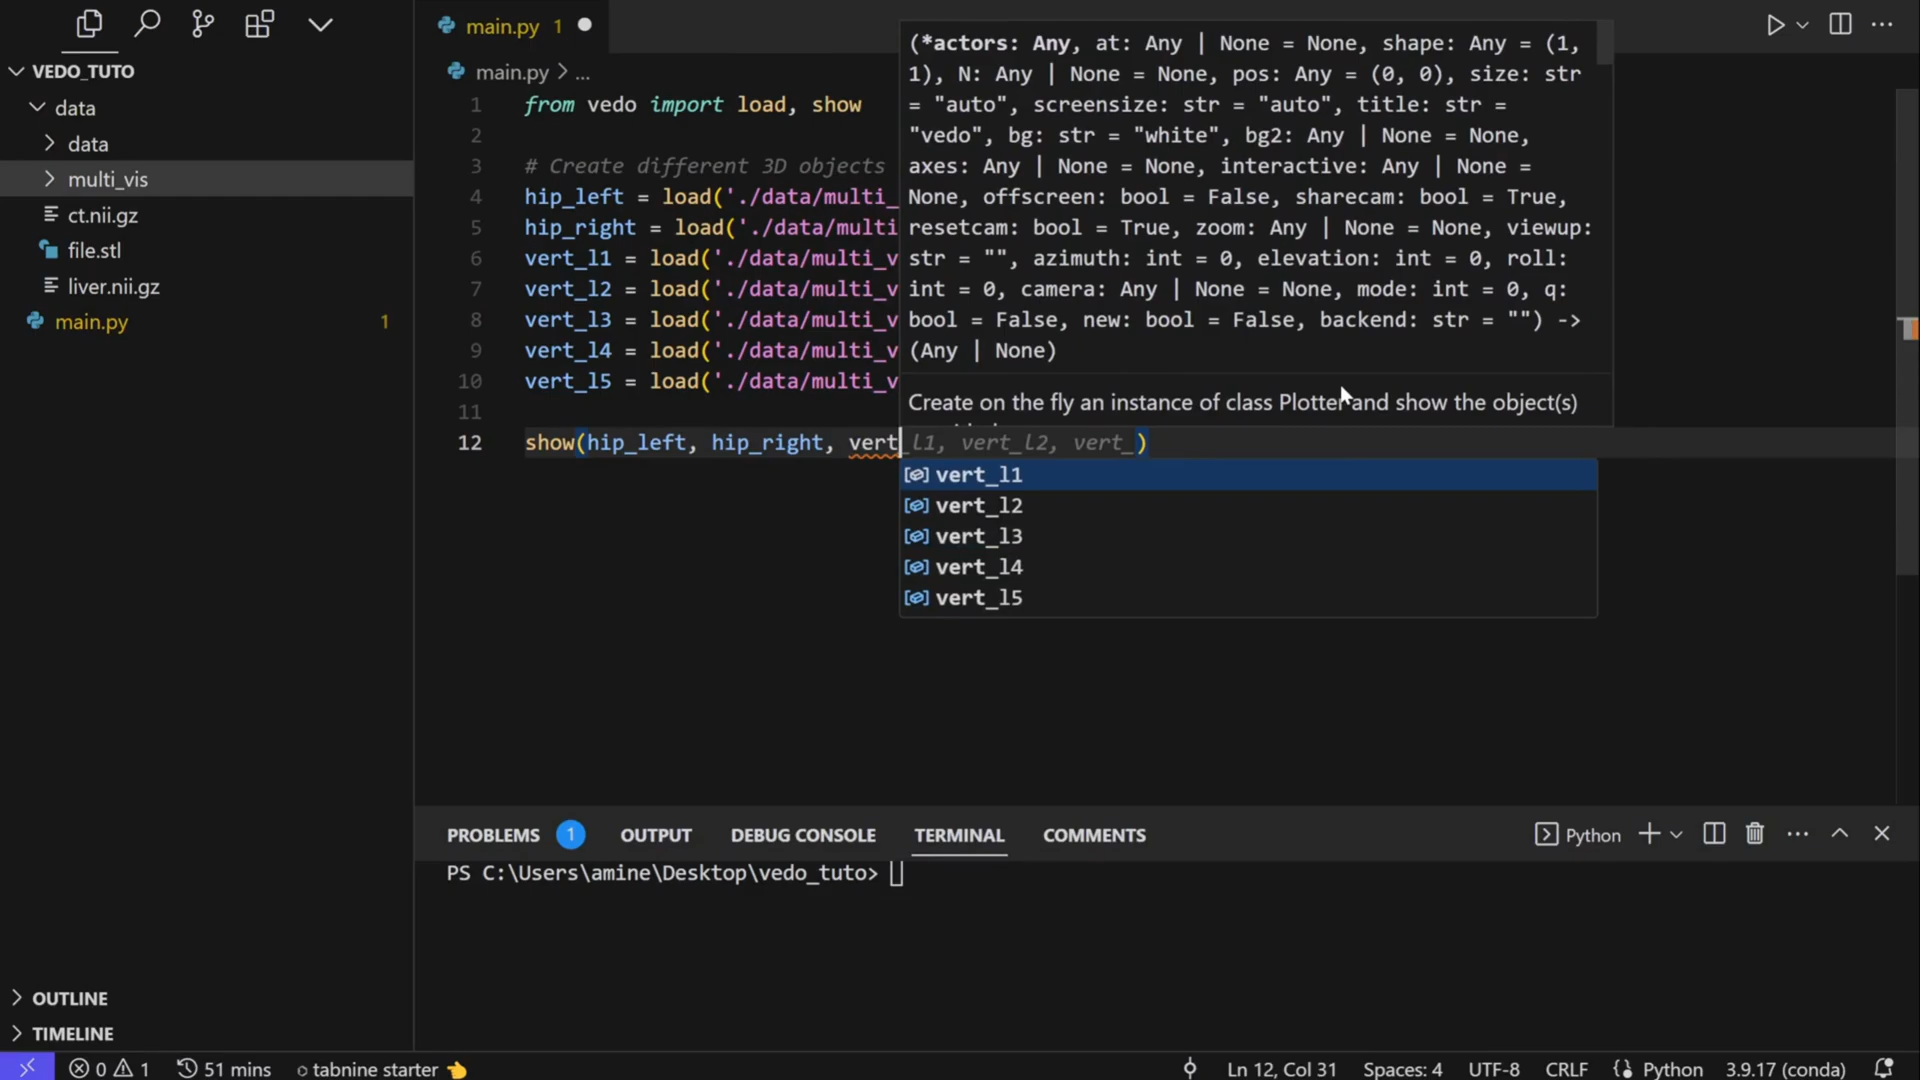 VEDO_TUTO
data
data
multi_vis
ct.nii.gz
file.stl
liver.nii.gz
main.py 1
OUTLINE
TIMELINE
main.py 1
main.py > ...
1 from vedo import load, show
2
3 # Create different 3D objects
4 hip_left = load('./data/multi_
5 hip_right = load('./data/multi
6 vert_l1 = load('./data/multi_v
7 vert_l2 = load('./data/multi_v
8 vert_l3 = load('./data/multi_v
9 vert_l4 = load('./data/multi_v
10 vert_l5 = load('./data/multi_v
11
12 show(hip_left, hip_right, vert_l1, vert_l2, vert_)
(*actors: Any, at: Any | None = None, shape: Any = (1,
1), N: Any | None = None, pos: Any = (0, 0), size: str
= "auto", screensize: str = "auto", title: str =
"vedo", bg: str = "white", bg2: Any | None = None,
axes: Any | None = None, interactive: Any | None =
None, offscreen: bool = False, sharecam: bool = True,
resetcam: bool = True, zoom: Any | None = None, viewup:
str = "", azimuth: int = 0, elevation: int = 0, roll:
int = 0, camera: Any | None = None, mode: int = 0, q:
bool = False, new: bool = False, backend: str = "") ->
(Any | None)
Create on the fly an instance of class Plotter and show the object(s)
vert_l1
vert_l2
vert_l3
vert_l4
vert_l5
PROBLEMS 1 OUTPUT DEBUG CONSOLE TERMINAL COMMENTS Python
PS C:\Users\amine\Desktop\vedo_tuto>
0 1 51 mins tabnine starter Ln 12, Col 31 Spaces: 4 UTF-8 CRLF Python 3.9.17 (conda)